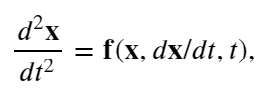 d²𝐱/dt² = 𝐟(𝐱, d𝐱/dt, t),